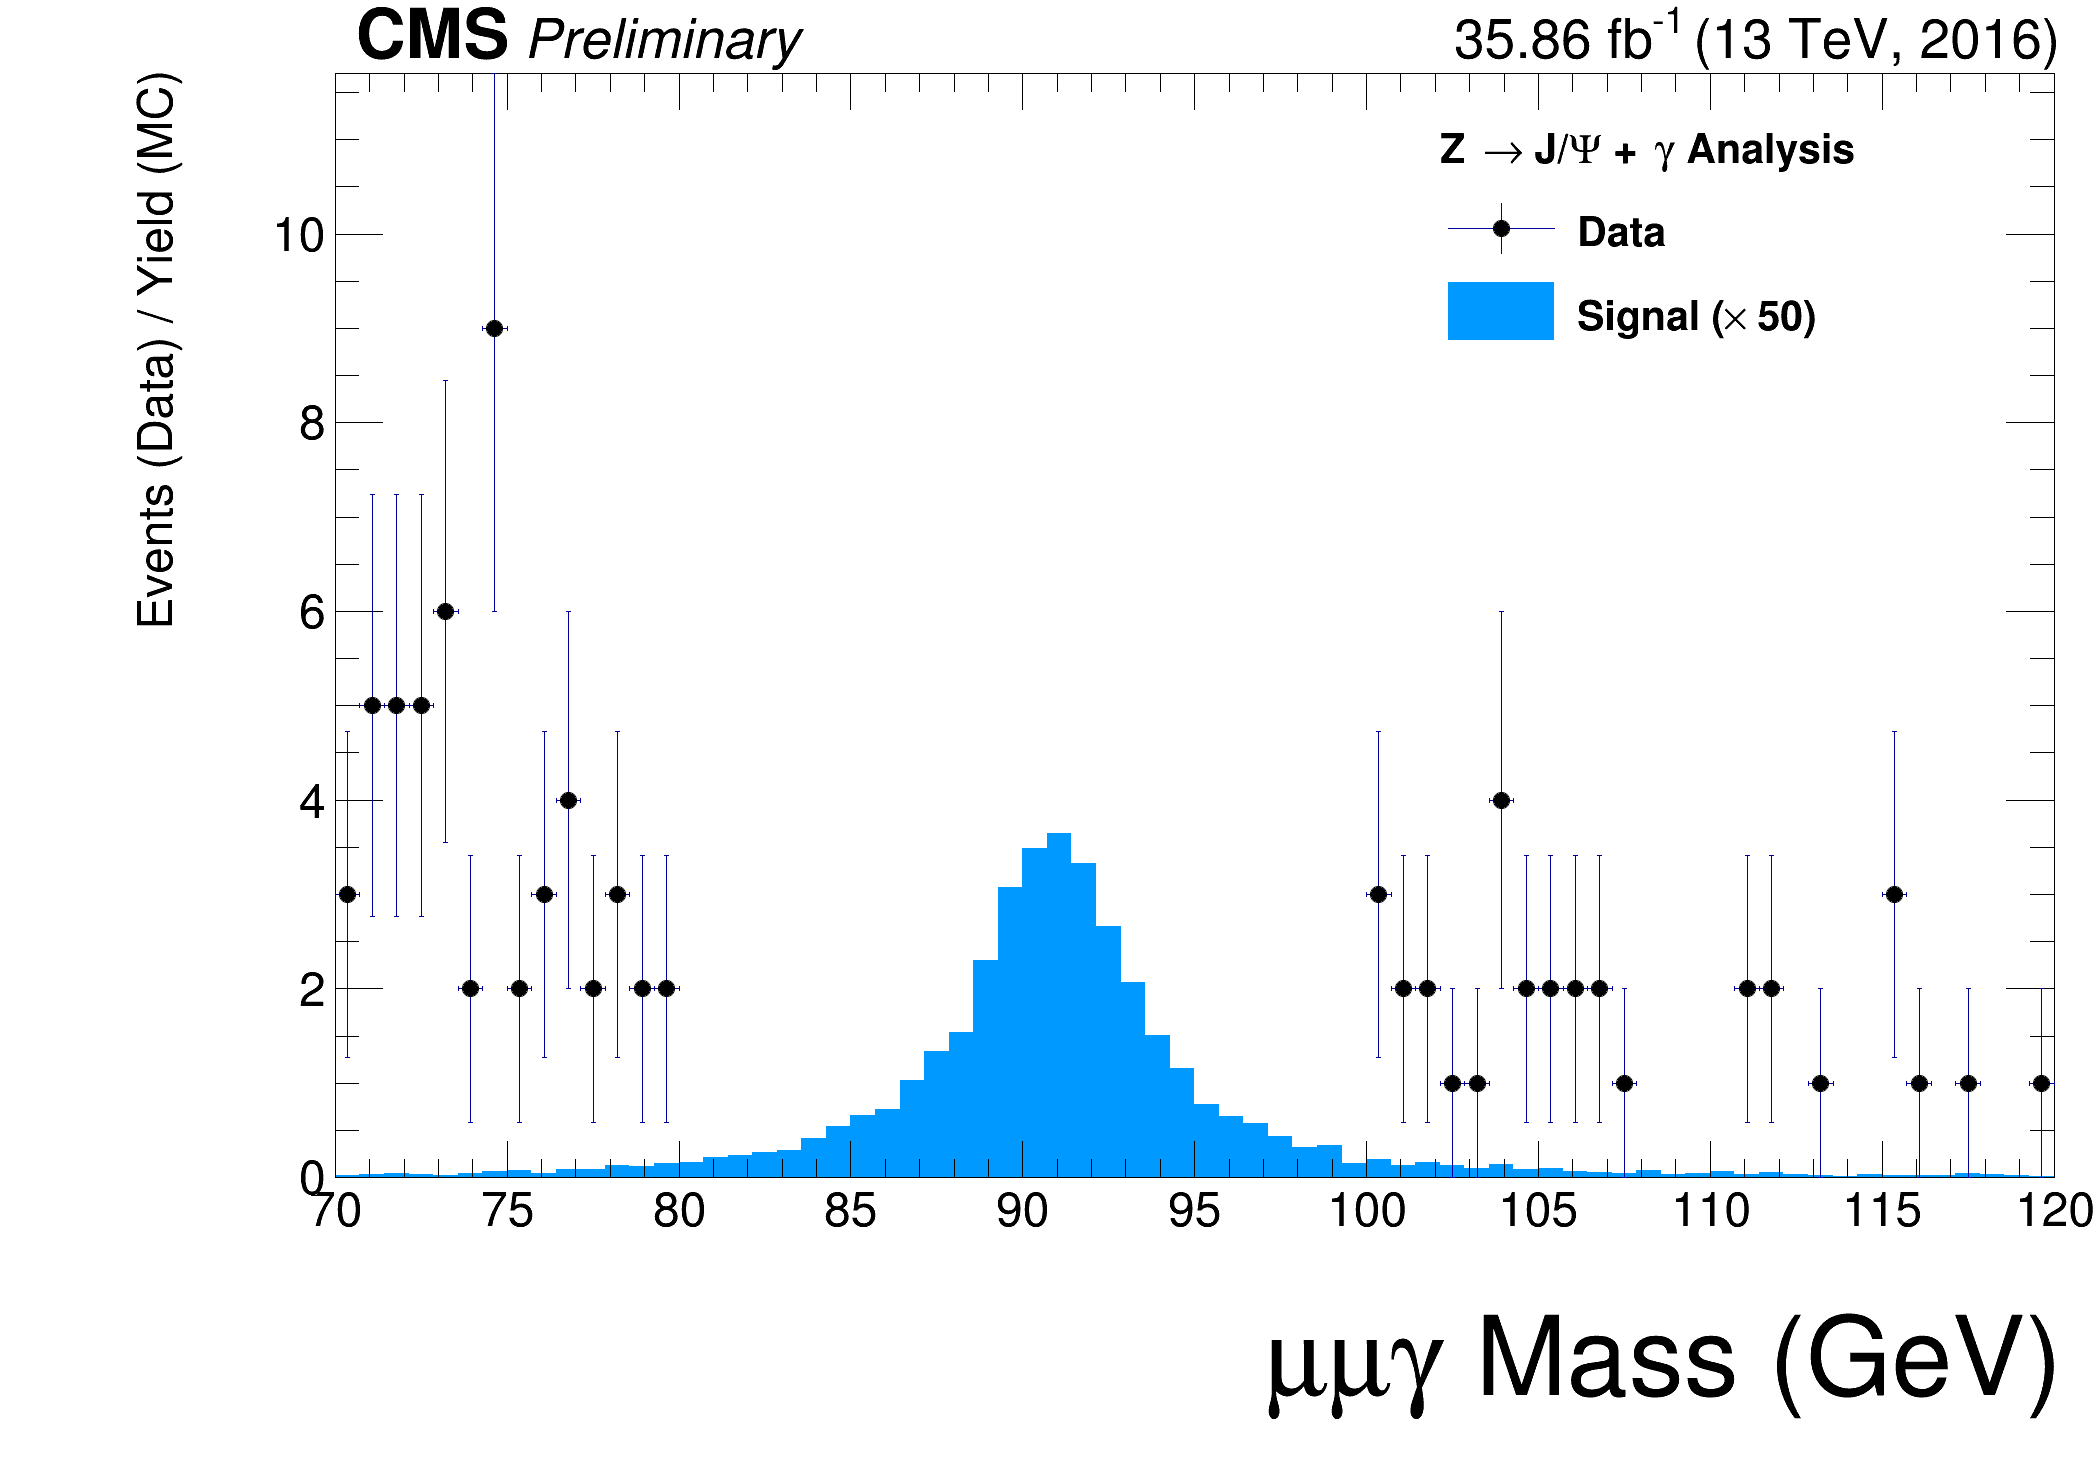 CMS Preliminary
35.86 fb⁻¹ (13 TeV, 2016)
Events (Data) / Yield (MC)
Z → J/Ψ + γ Analysis
Data
Signal (× 50)
10
8
6
4
2
0
70 75 80 85 90 95 100 105 110 115 120
μμγ Mass (GeV)